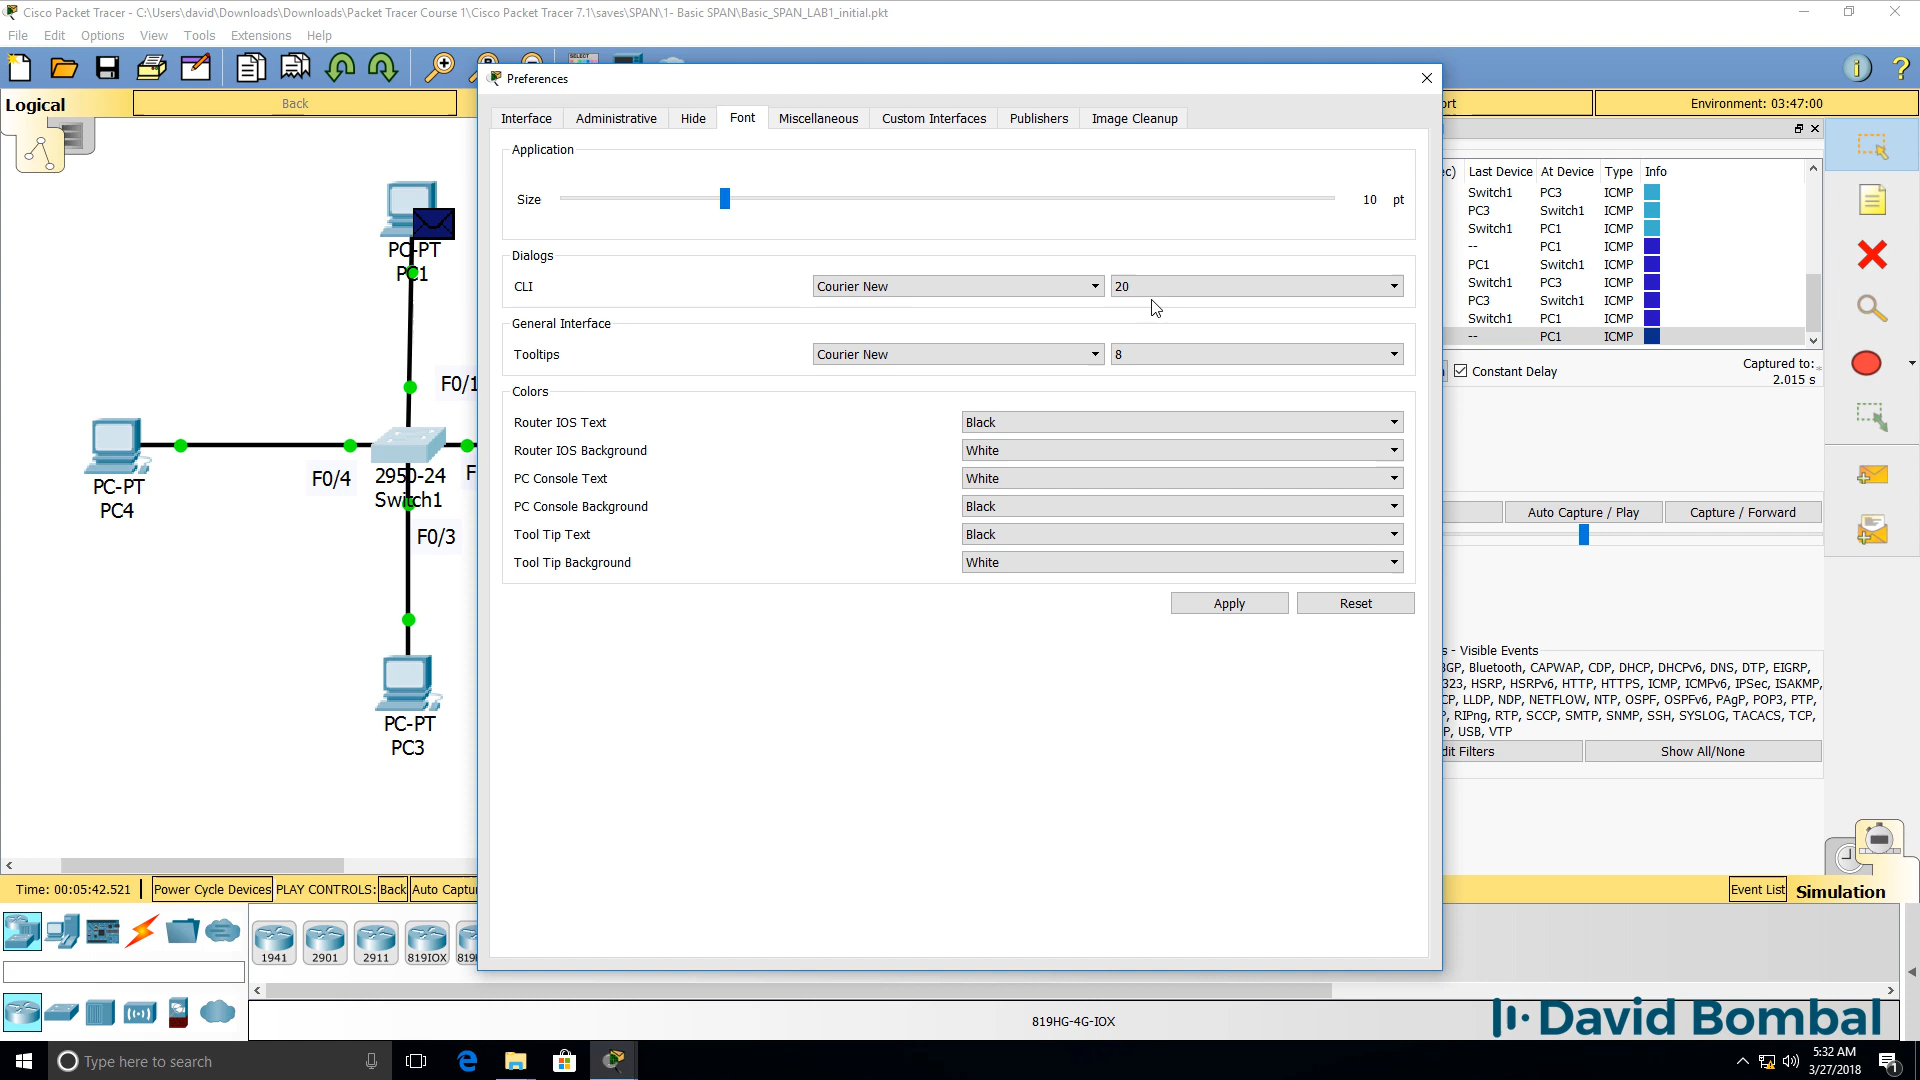 Cisco Packet Tracer - C:\Users\david\Downloads\Downloads\Packet Tracer Course 1\Cisco Packet Tracer 7.1\saves\SPAN\1- Basic SPAN\Basic_SPAN_LAB1_initial.pkt
File Edit Options View Tools Extensions Help
Preferences
Logical
Back
Environment: 03:47:00
Interface Administrative Hide Font Miscellaneous Custom Interfaces Publishers Image Cleanup
Application
Size 10 pt
Dialogs
CLI Courier New 20
General Interface
Tooltips Courier New 8
Colors
Router IOS Text Black
Router IOS Background White
PC Console Text White
PC Console Background Black
Tool Tip Text Black
Tool Tip Background White
Apply Reset
PC-PT
PC1
F0/1
PC-PT
PC4
F0/4
2950-24
Switch1
F0/3
PC-PT
PC3
Last Device At Device Type Info
Switch1 PC3 ICMP
PC3 Switch1 ICMP
Switch1 PC1 ICMP
-- PC1 ICMP
PC1 Switch1 ICMP
Switch1 PC3 ICMP
PC3 Switch1 ICMP
Switch1 PC1 ICMP
-- PC1 ICMP
Constant Delay
Captured to:
2.015 s
Auto Capture / Play Capture / Forward
- Visible Events
Bluetooth, CAPWAP, CDP, DHCP, DHCPv6, DNS, DTP, EIGRP,
323, HSRP, HSRPv6, HTTP, HTTPS, ICMP, ICMPv6, IPSec, ISAKMP,
LLDP, NDP, NETFLOW, NTP, OSPF, OSPFv6, PAgP, POP3, PTP,
RIPng, RTP, SCCP, SMTP, SNMP, SSH, SYSLOG, TACACS, TCP,
USB, VTP
Filters Show All/None
Time: 00:05:42.521 Power Cycle Devices PLAY CONTROLS: Back Auto Captu
Event List Simulation
1941 2901 2911 819IOX 819
819HG-4G-IOX
David Bombal
Type here to search
5:32 AM
3/27/2018
1